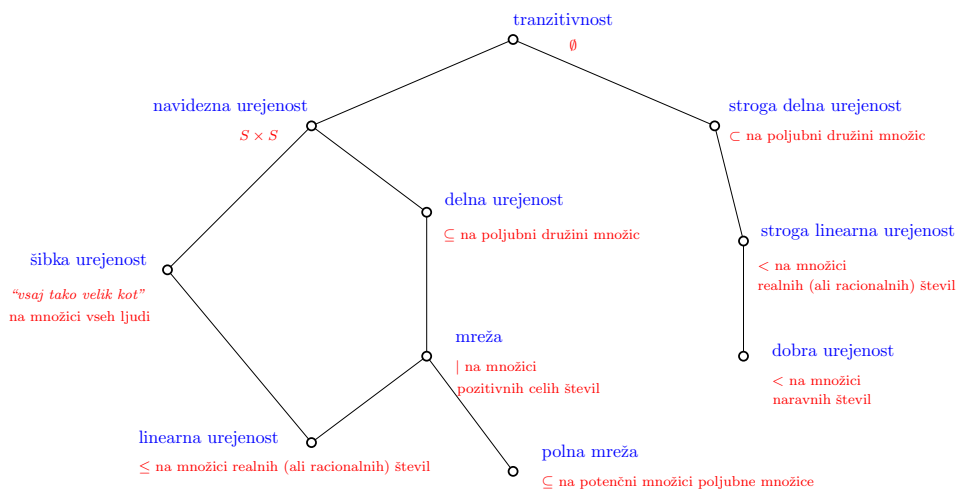 tranzitivnost
∅
navidezna urejenost
S × S
stroga delna urejenost
⊂ na poljubni družini množic
delna urejenost
⊆ na poljubni družini množic
stroga linearna urejenost
< na množici
realnih (ali racionalnih) števil
šibka urejenost
“vsaj tako velik kot”
na množici vseh ljudi
mreža
| na množici
pozitivnih celih števil
dobra urejenost
< na množici
naravnih števil
linearna urejenost
≤ na množici realnih (ali racionalnih) števil
polna mreža
⊆ na potenčni množici poljubne množice